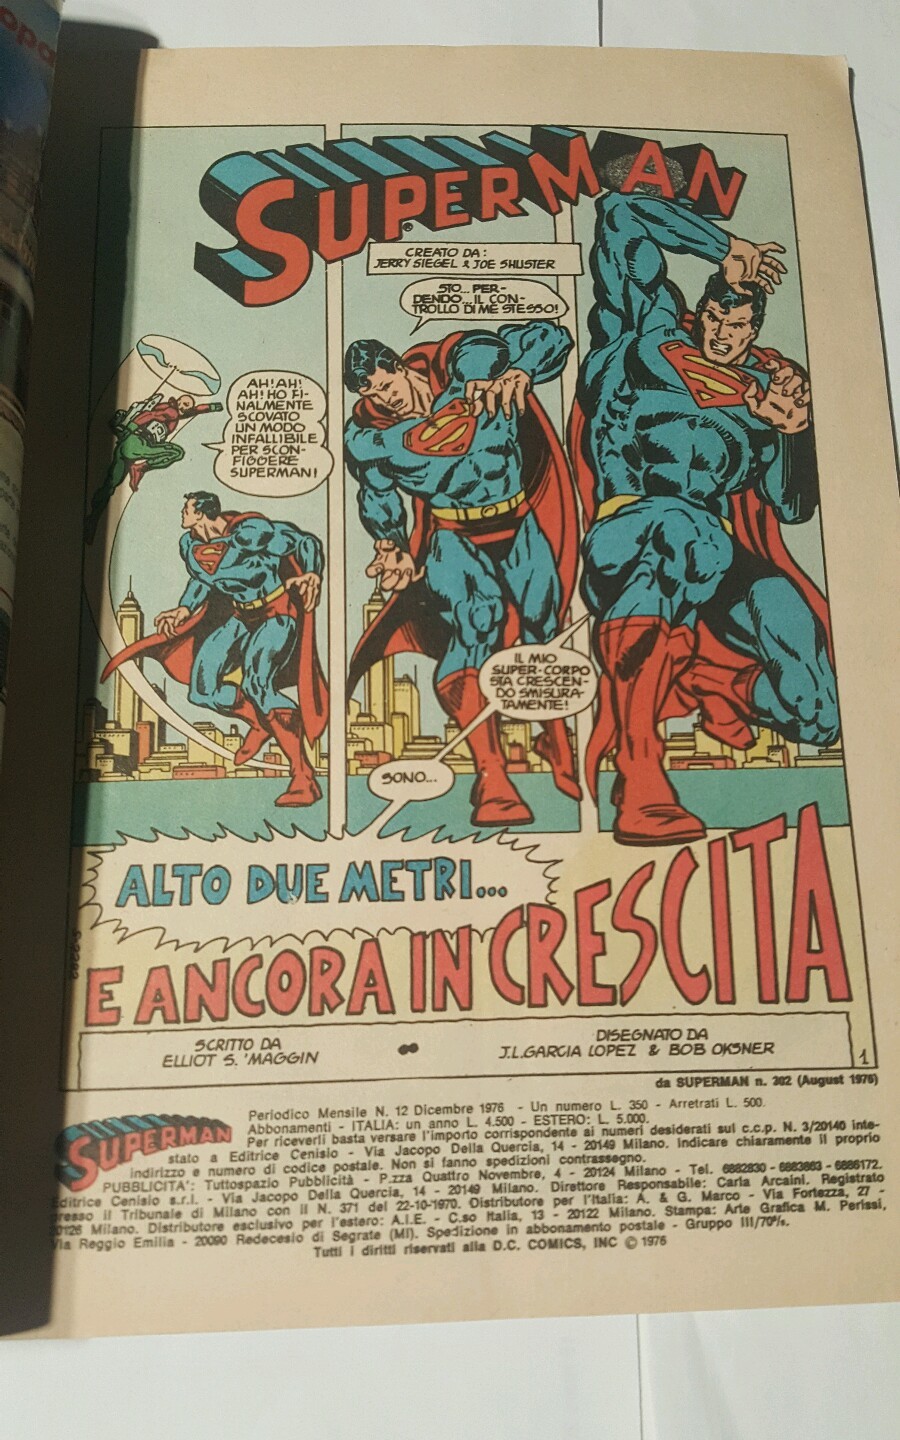 SUPERMAN
CREATO DA:
JERRY SIEGEL & JOE SHUSTER
AH! AH!
AH! HO FI-
NALMENTE
SCOVATO
UN MODO
INFALLIBILE
PER SCON-
FIGGERE
SUPERMAN!
STO... PER-
DENDO... IL CON-
TROLLO DI ME STESSO!
IL MIO
SUPER-CORPO
STA CRESCEN-
DO SMISURA-
TAMENTE!
SONO...
ALTO DUE METRI...
E ANCORA IN CRESCITA
SCRITTO DA
ELLIOT S. !MAGGIN
DISEGNATO DA
J.L. GARCIA LOPEZ & BOB OKSNER
1
da SUPERMAN n. 302 (August 1976)
SUPERMAN
Periodico Mensile N. 12 Dicembre 1976 - Un numero L. 350 - Arretrati L. 500.
Abbonamenti - ITALIA: un anno L. 4.500 - ESTERO: L. 5.000.
Per riceverli basta versare l'importo corrispondente ai numeri desiderati sul c.c.p. N. 3/20140 inte-
stato a Editrice Cenisio - Via Jacopo Della Quercia, 14 - 20149 Milano. Indicare chiaramente il proprio
indirizzo e numero di codice postale. Non si fanno spedizioni contrassegno.
PUBBLICITA': Tuttospazio Pubblicità - P.zza Quattro Novembre, 4 - 20124 Milano - Tel. 6882830 - 6883863 - 6886172.
Editrice Cenisio s.r.l. - Via Jacopo Della Quercia, 14 - 20149 Milano. Direttore Responsabile: Carla Arcaini. Registrato
presso il Tribunale di Milano con il N. 371 del 22-10-1970. Distributore per l'Italia: A. & G. Marco - Via Fortezza, 27 -
20126 Milano. Distributore esclusivo per l'estero: A.I.E. - C.so Italia, 13 - 20122 Milano. Stampa: Arte Grafica M. Perissi,
Via Reggio Emilia - 20090 Redecesio di Segrate (MI). Spedizione in abbonamento postale - Gruppo III/70%.
Tutti i diritti riservati alla D.C. COMICS, INC © 1976